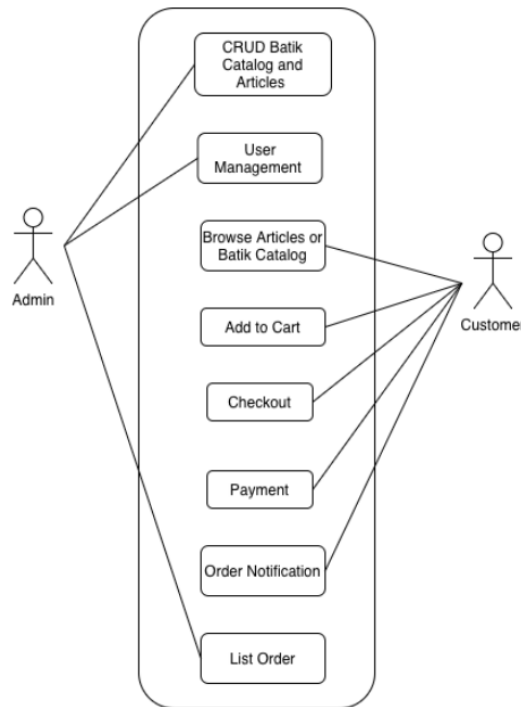 CRUD Batik
Catalog and
Articles
User
Management
Browse Articles or
Batik Catalog
Admin
Add to Cart
Customer
Checkout
Payment
Order Notification
List Order